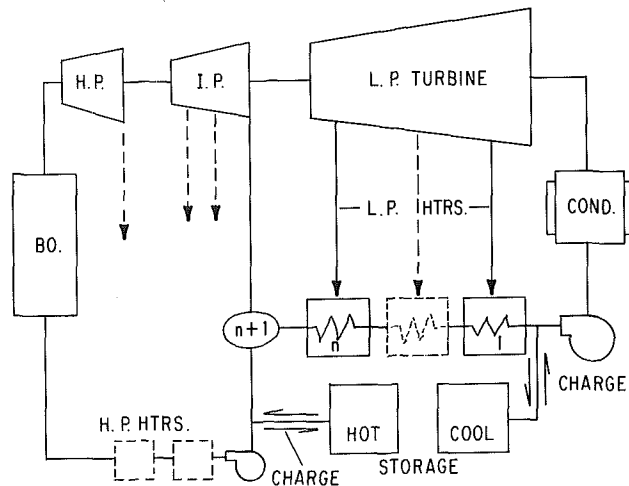 H.P.
I.P.
L.P. TURBINE
BO.
L.P. HTRS.
COND.
n+1
n
1
CHARGE
H.P. HTRS.
HOT
COOL
CHARGE
STORAGE